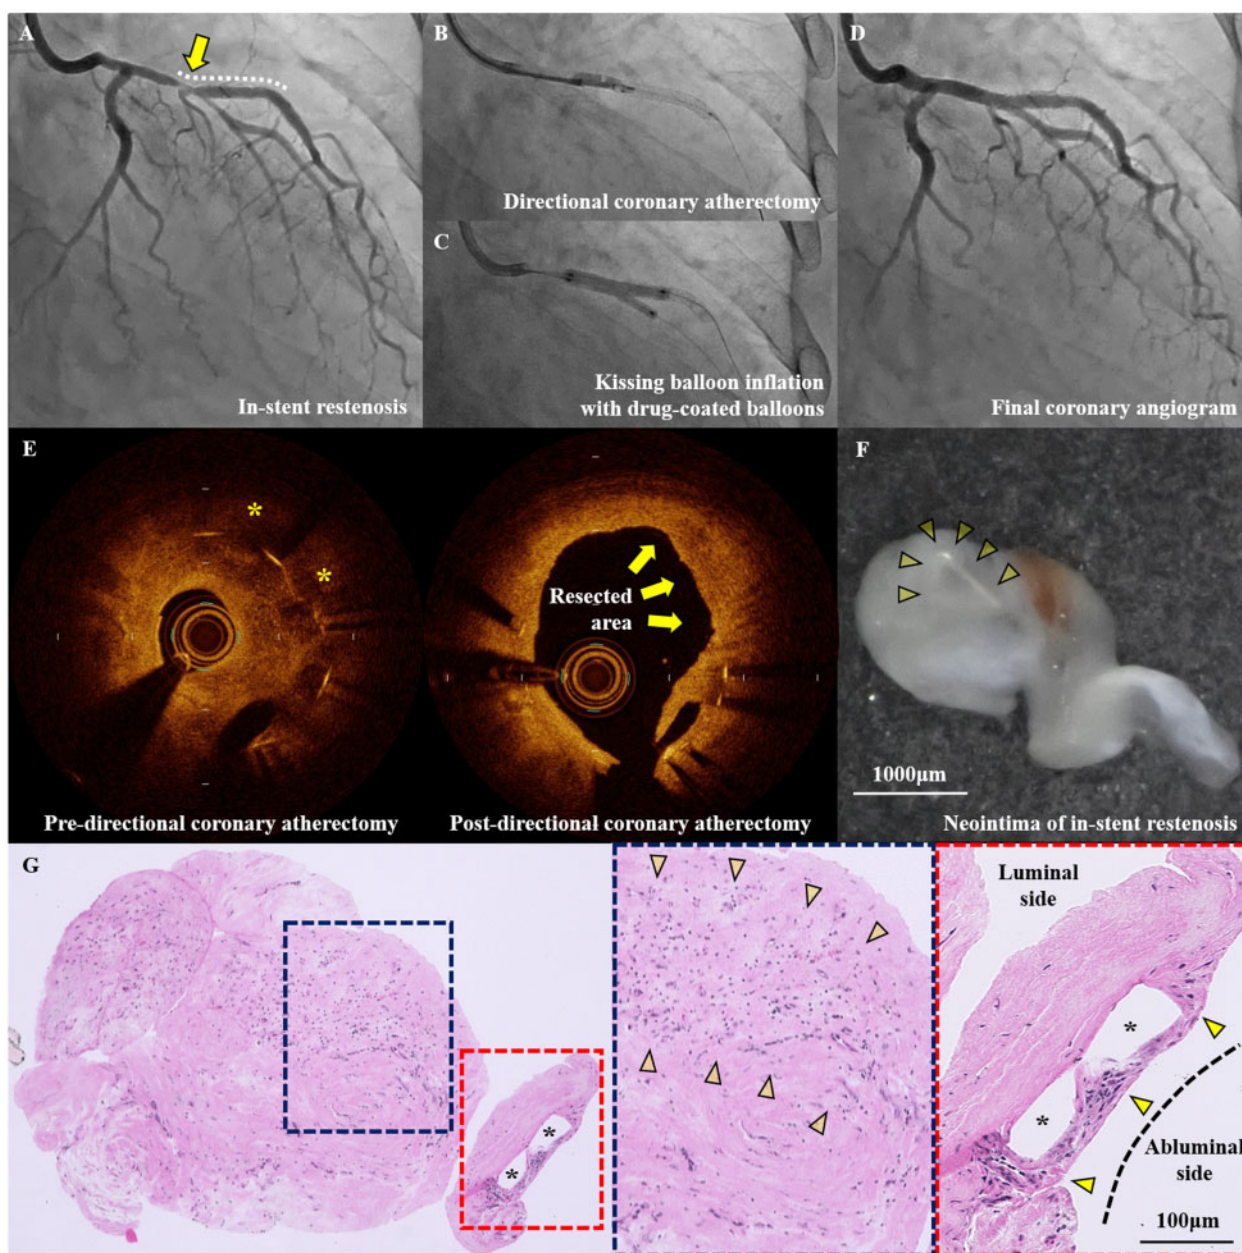 A
In-stent restenosis
B
Directional coronary atherectomy
C
Kissing balloon inflation
with drug-coated balloons
D
Final coronary angiogram
E
*
*
Pre-directional coronary atherectomy
Resected
area
Post-directional coronary atherectomy
F
1000µm
Neointima of in-stent restenosis
G
*
*
Luminal
side
*
*
Abluminal
side
100µm